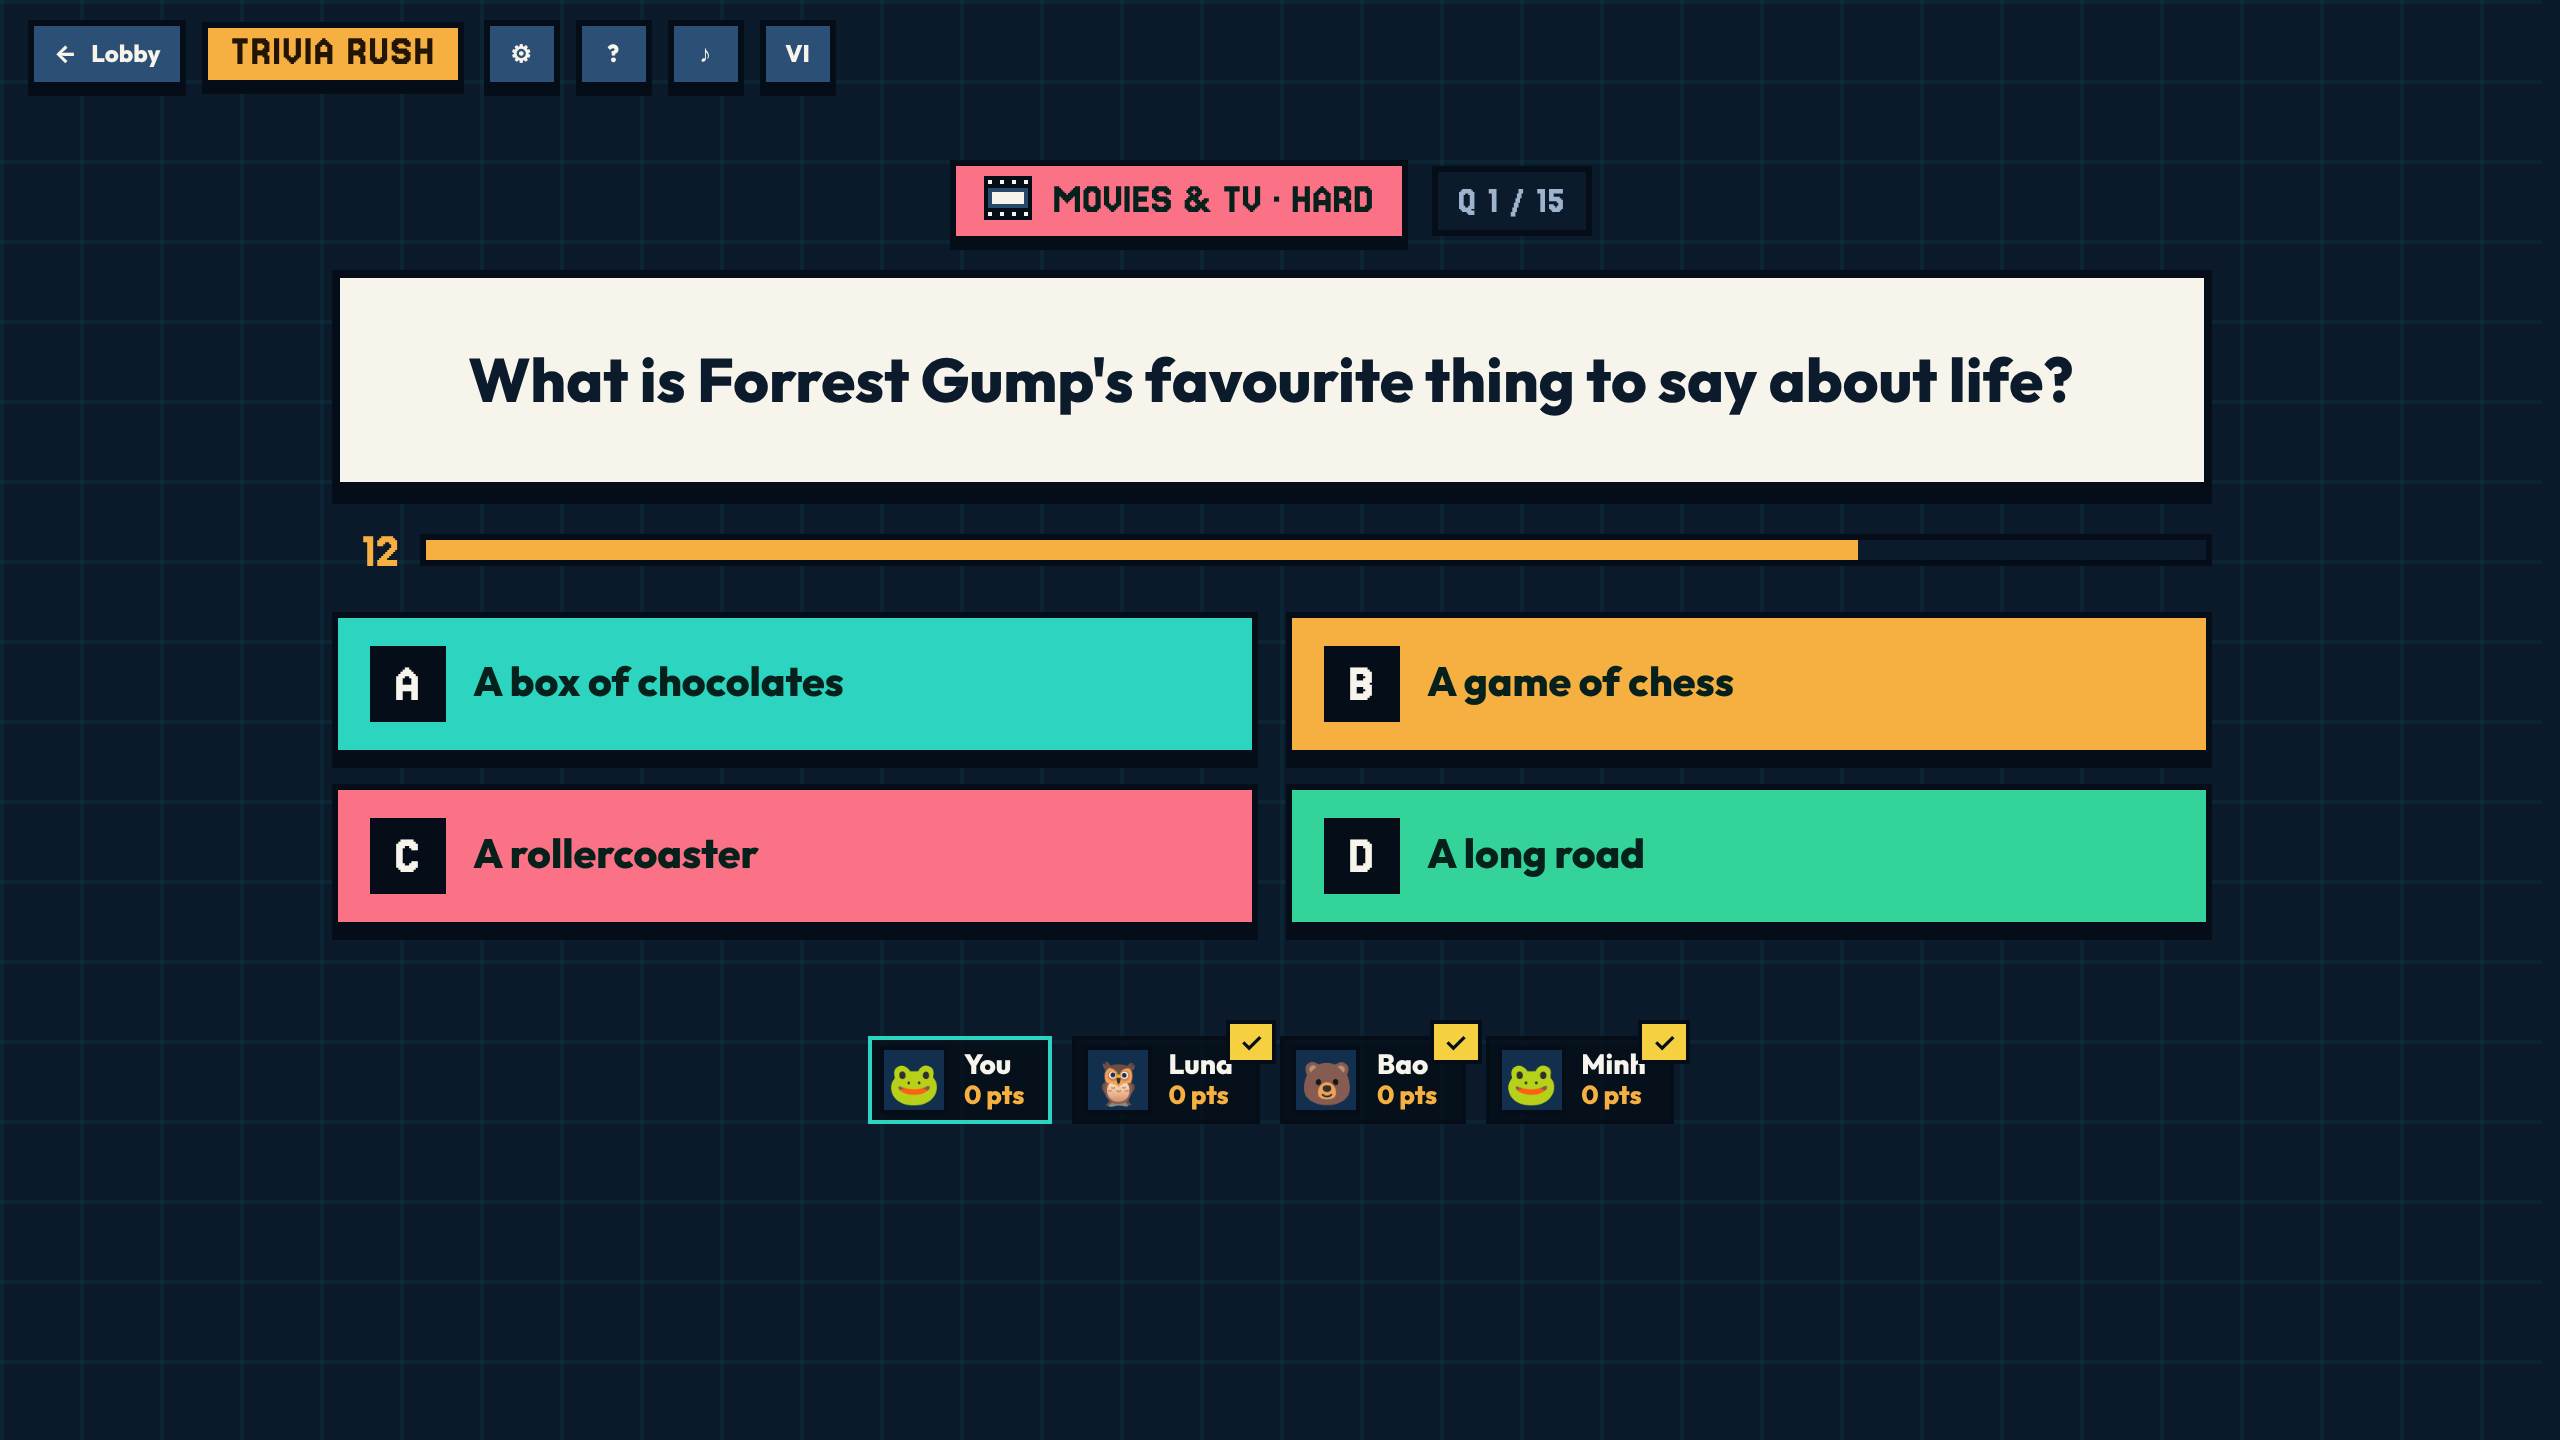 ← Lobby
TRIVIA RUSH
⚙
?
♪
VI
MOVIES & TV · HARD
Q 1 / 15
What is Forrest Gump's favourite thing to say about life?
12
A A box of chocolates
B A game of chess
C A rollercoaster
D A long road
You
0 pts
Luna
0 pts
Bao
0 pts
Minh
0 pts